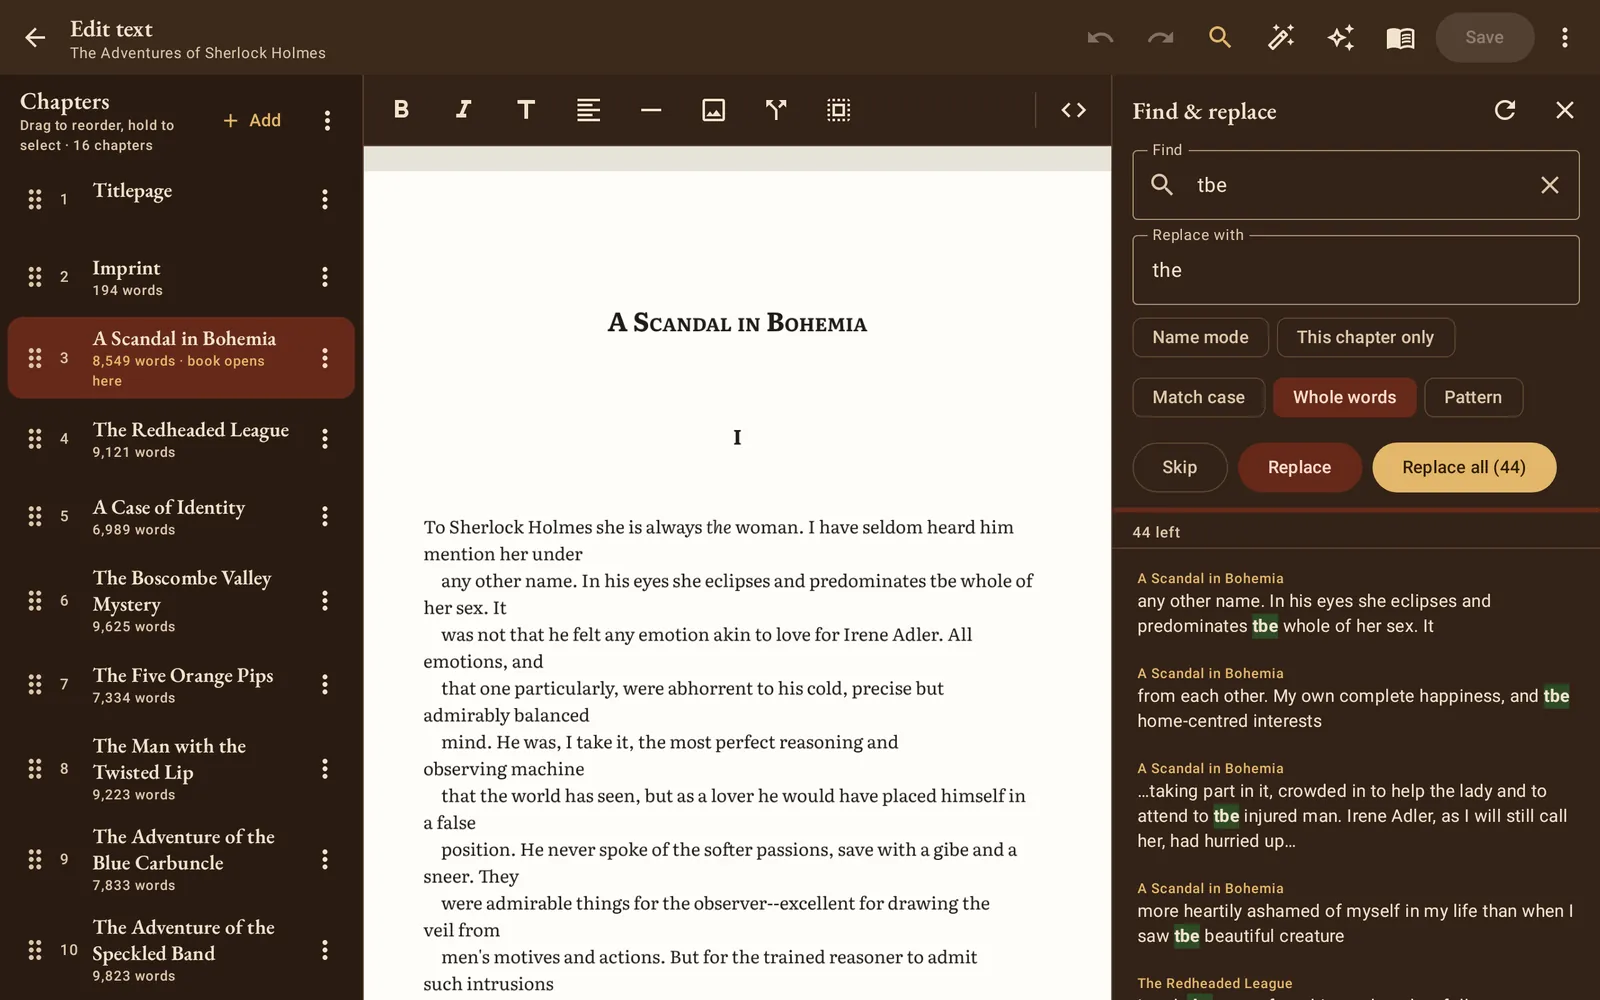 Edit text
The Adventures of Sherlock Holmes
Save
Chapters
Drag to reorder, hold to
select · 16 chapters
+ Add
1
Titlepage
2
Imprint
194 words
3
A Scandal in Bohemia
8,549 words · book opens
here
4
The Redheaded League
9,121 words
5
A Case of Identity
6,989 words
6
The Boscombe Valley
Mystery
9,625 words
7
The Five Orange Pips
7,334 words
8
The Man with the
Twisted Lip
9,223 words
9
The Adventure of the
Blue Carbuncle
7,833 words
10
The Adventure of the
Speckled Band
9,823 words
B I T
A Scandal in Bohemia
I
To Sherlock Holmes she is always the woman. I have seldom heard him
mention her under
any other name. In his eyes she eclipses and predominates tbe whole of
her sex. It
was not that he felt any emotion akin to love for Irene Adler. All
emotions, and
that one particularly, were abhorrent to his cold, precise but
admirably balanced
mind. He was, I take it, the most perfect reasoning and
observing machine
that the world has seen, but as a lover he would have placed himself in
a false
position. He never spoke of the softer passions, save with a gibe and a
sneer. They
were admirable things for the observer--excellent for drawing the
veil from
men's motives and actions. But for the trained reasoner to admit
such intrusions
Find & replace
Find
tbe
Replace with
the
Name mode
This chapter only
Match case
Whole words
Pattern
Skip
Replace
Replace all (44)
44 left
A Scandal in Bohemia
any other name. In his eyes she eclipses and
predominates tbe whole of her sex. It
A Scandal in Bohemia
from each other. My own complete happiness, and tbe
home-centred interests
A Scandal in Bohemia
…taking part in it, crowded in to help the lady and to
attend to tbe injured man. Irene Adler, as I will still call
her, had hurried up…
A Scandal in Bohemia
more heartily ashamed of myself in my life than when I
saw tbe beautiful creature
The Redheaded League